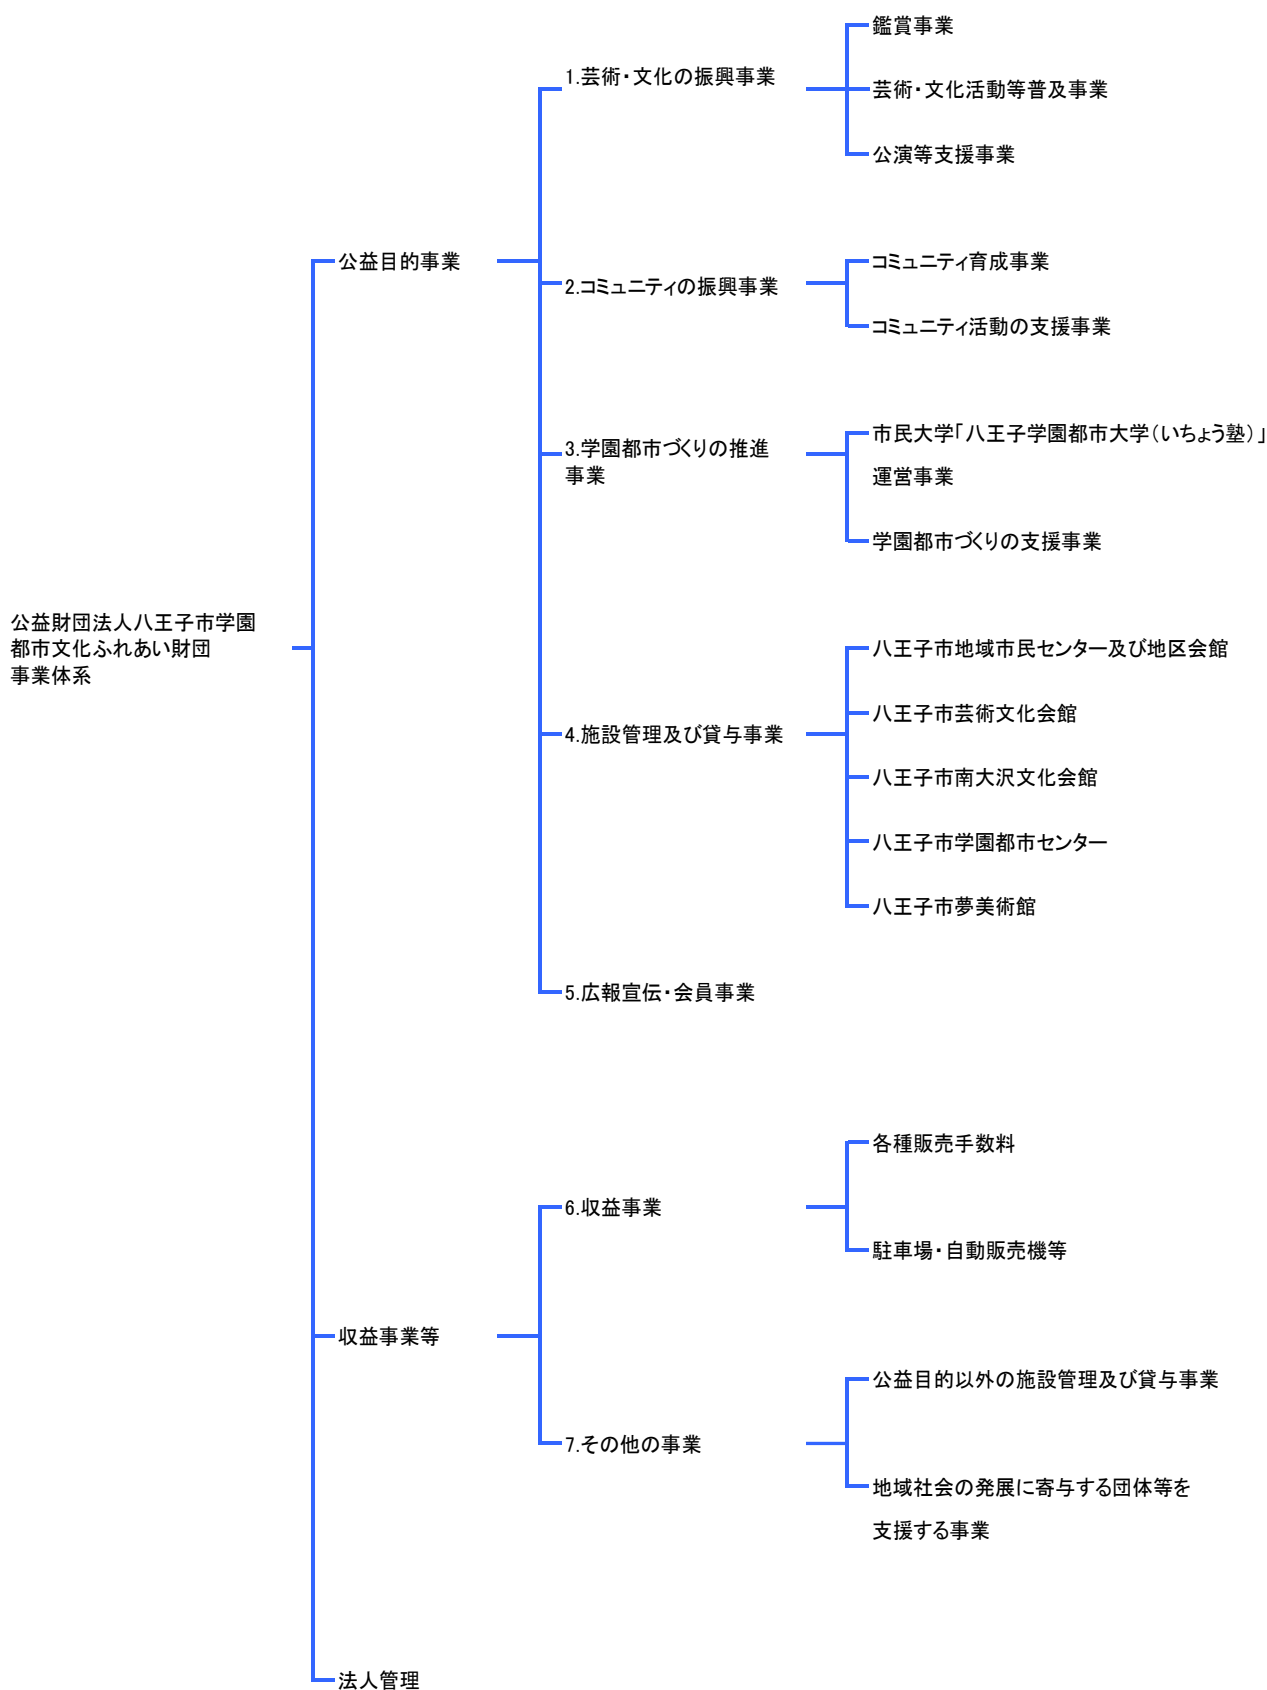 公益財団法人八王子市学園
都市文化ふれあい財団
事業体系
公益目的事業
1.芸術・文化の振興事業
鑑賞事業
芸術・文化活動等普及事業
公演等支援事業
2.コミュニティの振興事業
コミュニティ育成事業
コミュニティ活動の支援事業
3.学園都市づくりの推進
事業
市民大学「八王子学園都市大学（いちょう塾）」
運営事業
学園都市づくりの支援事業
4.施設管理及び貸与事業
八王子市地域市民センター及び地区会館
八王子市芸術文化会館
八王子市南大沢文化会館
八王子市学園都市センター
八王子市夢美術館
5.広報宣伝・会員事業
収益事業等
6.収益事業
各種販売手数料
駐車場・自動販売機等
7.その他の事業
公益目的以外の施設管理及び貸与事業
地域社会の発展に寄与する団体等を
支援する事業
法人管理